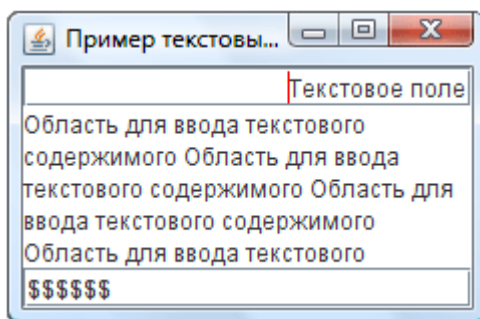 Пример текстовы...
Текстовое поле
Область для ввода текстового
содержимого Область для ввода
текстового содержимого Область для
ввода текстового содержимого
Область для ввода текстового
$$$$$$